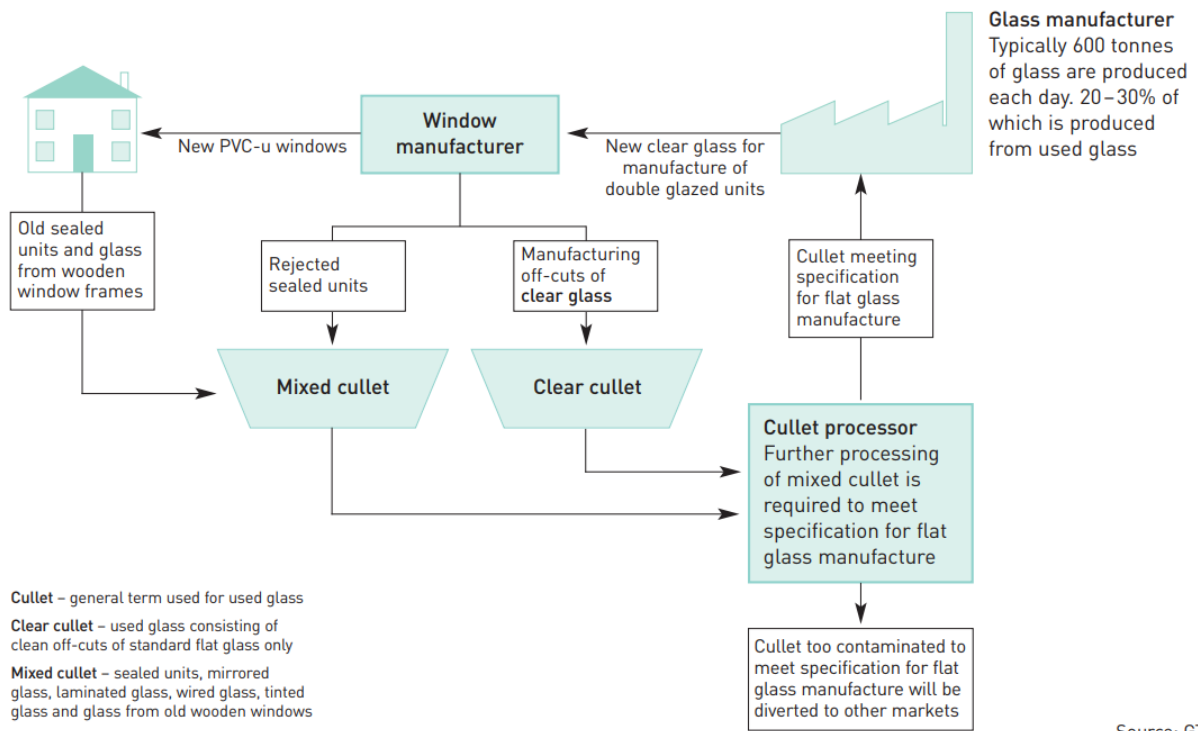 Glass manufacturer
Typically 600 tonnes
of glass are produced
each day. 20–30% of
which is produced
from used glass
Window
manufacturer
New PVC-u windows
New clear glass for
manufacture of
double glazed units
Old sealed
units and glass
from wooden
window frames
Rejected
sealed units
Manufacturing
off-cuts of
clear glass
Cullet meeting
specification
for flat glass
manufacture
Mixed cullet
Clear cullet
Cullet processor
Further processing
of mixed cullet is
required to meet
specification for flat
glass manufacture
Cullet – general term used for used glass
Clear cullet – used glass consisting of
clean off-cuts of standard flat glass only
Mixed cullet – sealed units, mirrored
glass, laminated glass, wired glass, tinted
glass and glass from old wooden windows
Cullet too contaminated to
meet specification for flat
glass manufacture will be
diverted to other markets